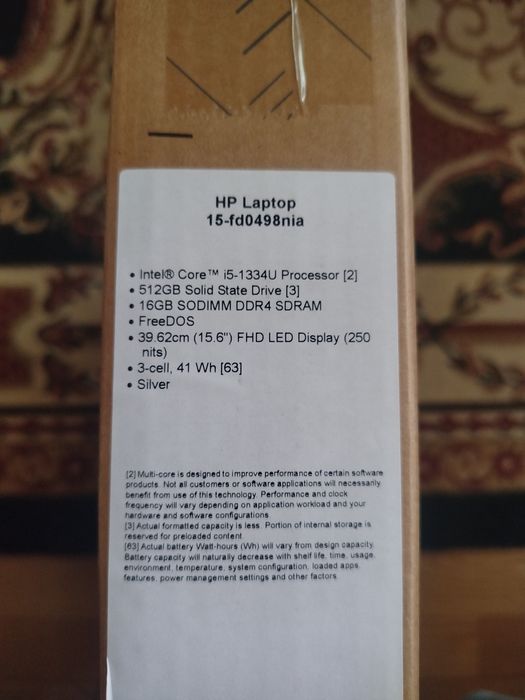 HP Laptop
15-fd0498nia
• Intel® Core™ i5-1334U Processor [2]
• 512GB Solid State Drive [3]
• 16GB SODIMM DDR4 SDRAM
• FreeDOS
• 39.62cm (15.6") FHD LED Display (250
nits)
• 3-cell, 41 Wh [63]
• Silver
[2] Multi-core is designed to improve performance of certain software
products. Not all customers or software applications will necessarily
benefit from use of this technology. Performance and clock
frequency will vary depending on application workload and your
hardware and software configurations.
[3] Actual formatted capacity is less. Portion of internal storage is
reserved for preloaded content
[63] Actual battery Watt-hours (Wh) will vary from design capacity.
Battery capacity will naturally decrease with shelf life, time, usage,
environment, temperature, system configuration, loaded apps,
features, power management settings and other factors.